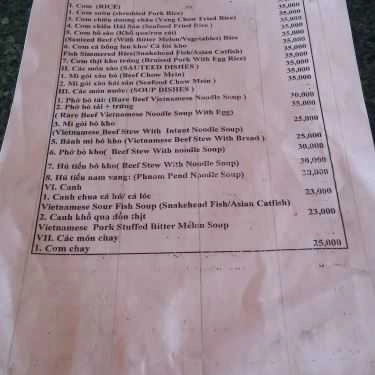 1. Cơm (RICE)
1. Cơm sườn (shredded Pork Rice) 35,000
2. Cơm chiên dương châu (Yang Chow Fried Rice) 35,000
4. Cơm chiên Hải Sản (Seafood Fried Rice) 35,000
5. Cơm bò xào (Khổ qua/rau cải) 35,000
(Sauteed Beef (With Bitter Melon/Vegetables) Rice
6. Cơm cá bông lau kho/ Cá lóc kho 35,000
Fish Simmered Rice(Snakehead Fish/Asian Catfish)
7. Cơm thịt kho trứng (Braised Pork With Egg Rice) 35,000
II. Các món xào (SAUTEED DISHES )
1. Mì xào bò (Beef Chow Mein) 35,000
2. Mì xào hải sản (Seafood Chow Mein ) 35,000
III. Các món nước: (SOUP DISHES )
1. Phở bò tái: (Rare Beef Vietnamese Noodle Soup ) 30,000
2. Phở bò tái + trứng 35,000
( Rare Beef Vietnamese Noodle Soup With Egg)
3. Mì gói bò kho 25,000
(Vietnamese Beef Stew With Intant Noodle Soup)
5. Bánh mì bò kho (Vietnamese Beef Stew With Bread ) 25,000
6. Phở bò kho( Beef Stew With noodle Soup) 30,000
7. Hủ tiếu bò kho( Beef Stew With Noodle Soup) 30,000
8. Hủ tiếu nam vang: (Phnom Pend Noodle Soup)
VI. Canh
1. Canh chua cá hú/ cá lóc 23,000
Vietnamese Sour Fish Soup (Snakehead Fish/Asian Catfish)
2. Canh khổ qua dồn thịt 23,000
Vietnamese Pork Stuffed Bitter Melon Soup
VII. Các món chay
1. Cơm chay 25,000